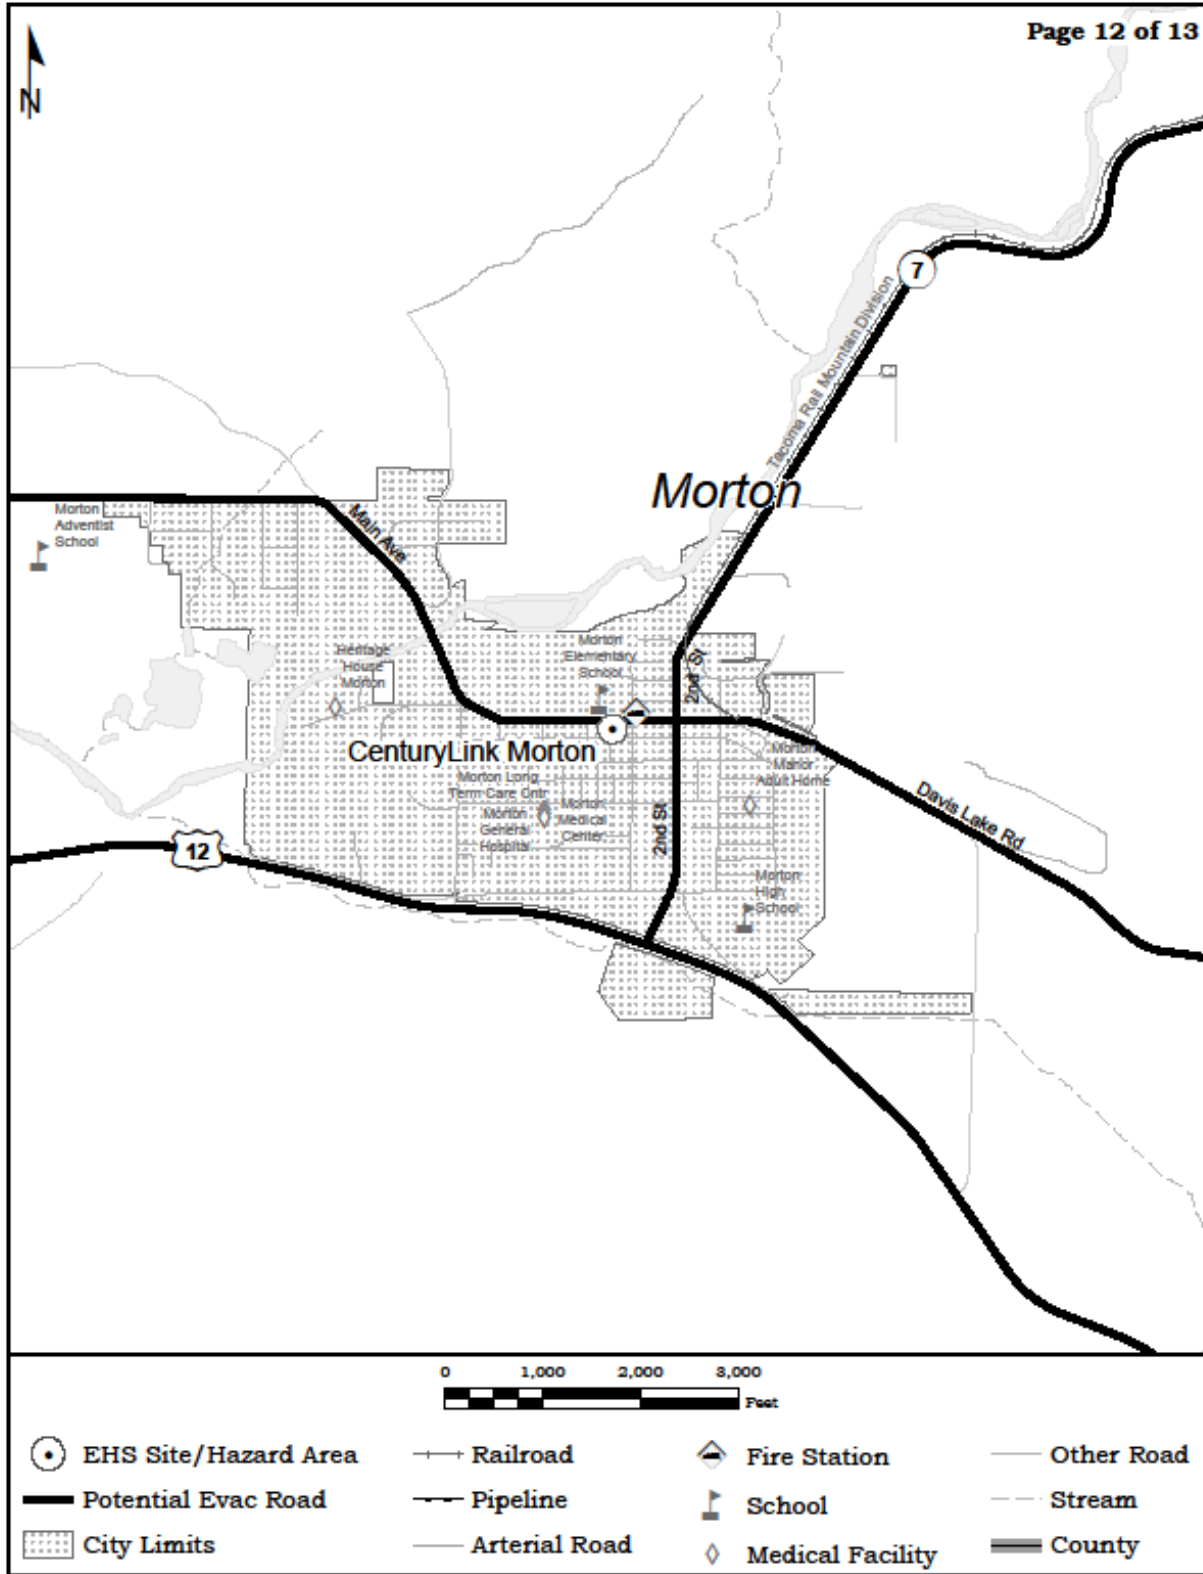 Page 12 of 13
N
7
Tacoma Rail Mountain Division
Morton
Morton
Adventist
School
Main Ave
Morton
Elementary
School
2nd St
Heritage
House
Morton
CenturyLink Morton
Morton
Manor
Adult Home
Morton Long
Term Care Cntr
Morton
General
Hospital
Morton
Medical
Center
2nd St
Davis Lake Rd
12
Morton
High
School
0 1,000 2,000 3,000
Feet
EHS Site/Hazard Area
Railroad
Fire Station
Other Road
Potential Evac Road
Pipeline
School
Stream
City Limits
Arterial Road
Medical Facility
County